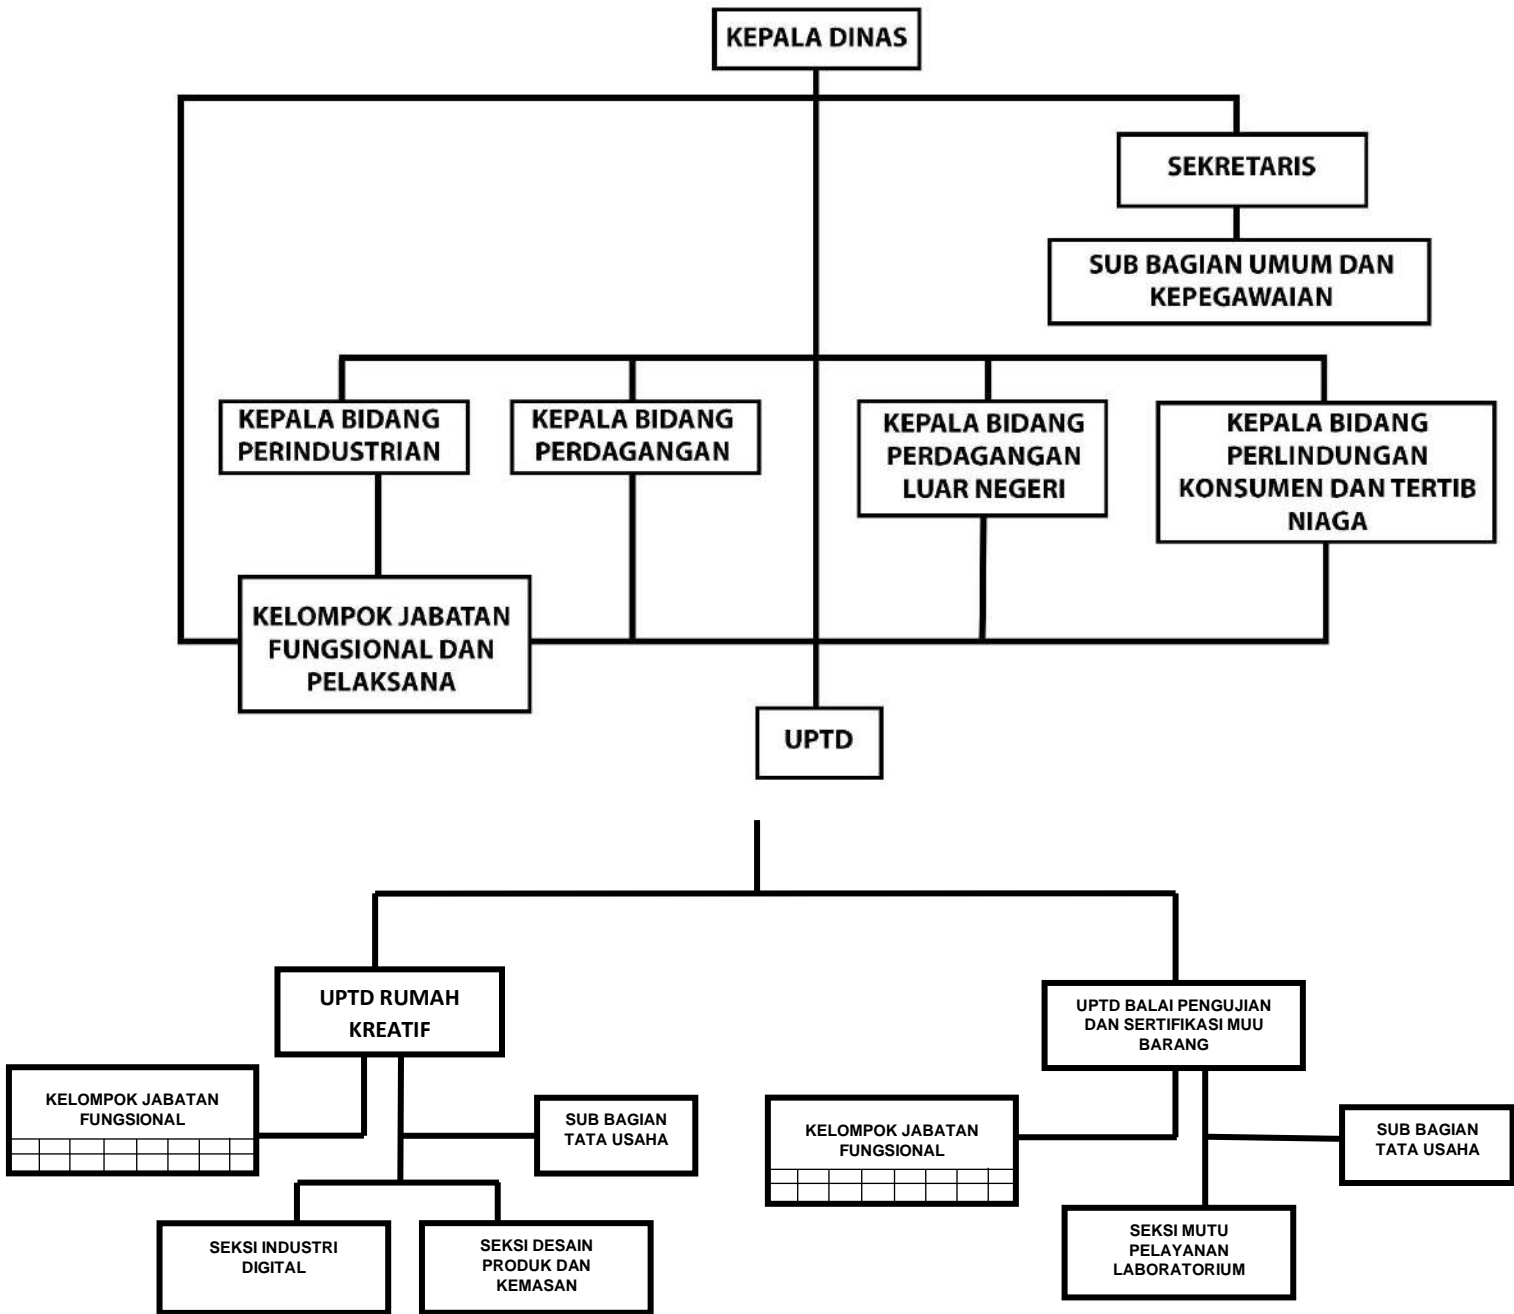 KEPALA DINAS
SEKRETARIS
SUB BAGIAN UMUM DAN
KEPEGAWAIAN
KEPALA BIDANG
PERINDUSTRIAN
KEPALA BIDANG
PERDAGANGAN
KEPALA BIDANG
PERDAGANGAN
LUAR NEGERI
KEPALA BIDANG
PERLINDUNGAN
KONSUMEN DAN TERTIB
NIAGA
KELOMPOK JABATAN
FUNGSIONAL DAN
PELAKSANA
UPTD
UPTD RUMAH
KREATIF
UPTD BALAI PENGUJIAN
DAN SERTIFIKASI MUU
BARANG
KELOMPOK JABATAN
FUNGSIONAL
SUB BAGIAN
TATA USAHA
KELOMPOK JABATAN
FUNGSIONAL
SUB BAGIAN
TATA USAHA
SEKSI INDUSTRI
DIGITAL
SEKSI DESAIN
PRODUK DAN
KEMASAN
SEKSI MUTU
PELAYANAN
LABORATORIUM